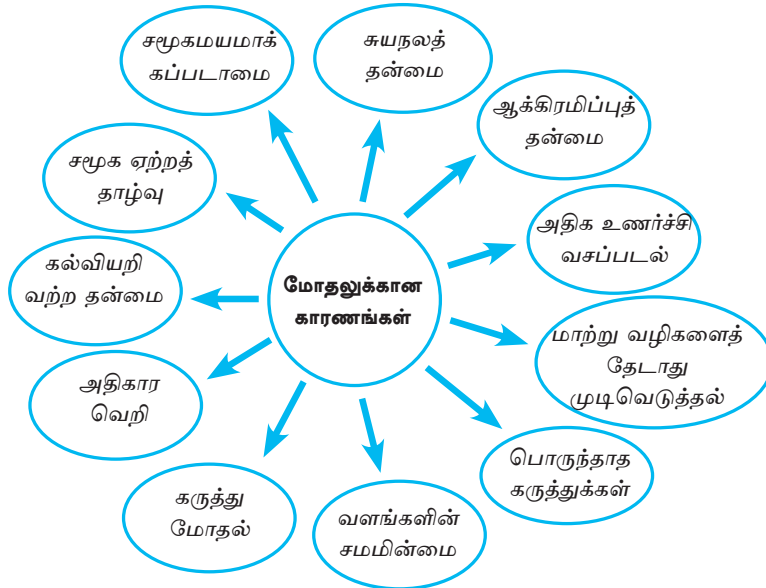 சமூகமயமாக்
கப்படாமை
சுயநலத்
தன்மை
ஆக்கிரமிப்புத்
தன்மை
சமூக ஏற்றத்
தாழ்வு
அதிக உணர்ச்சி
வசப்படல்
கல்வியறி
வற்ற தன்மை
மோதலுக்கான
காரணங்கள்
மாற்று வழிகளைத்
தேடாது
முடிவெடுத்தல்
அதிகார
வெறி
பொருந்தாத
கருத்துக்கள்
கருத்து
மோதல்
வளங்களின்
சமமின்மை